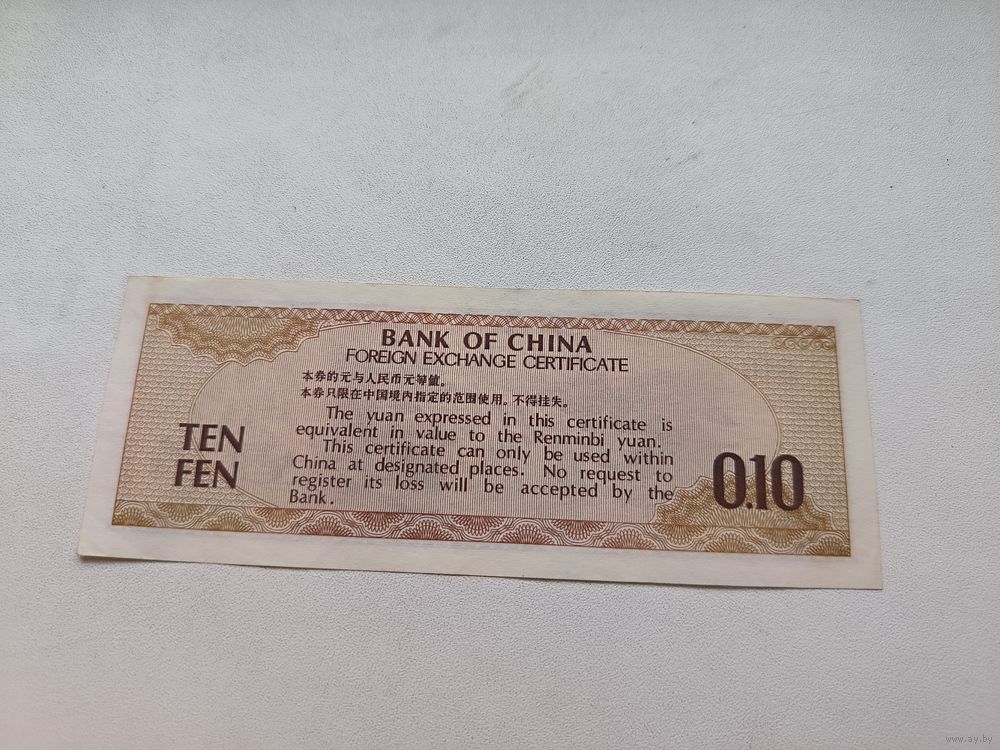 BANK OF CHINA
FOREIGN EXCHANGE CERTIFICATE
本券的元与人民币元等值。
本券只限在中国境内指定的范围使用。不得挂失。
The yuan expressed in this certificate is
equivalent in value to the Renminbi yuan.
This certificate can only be used within
China at designated places. No request to
register its loss will be accepted by the
Bank.
TEN
FEN
0.10
www.ay.by